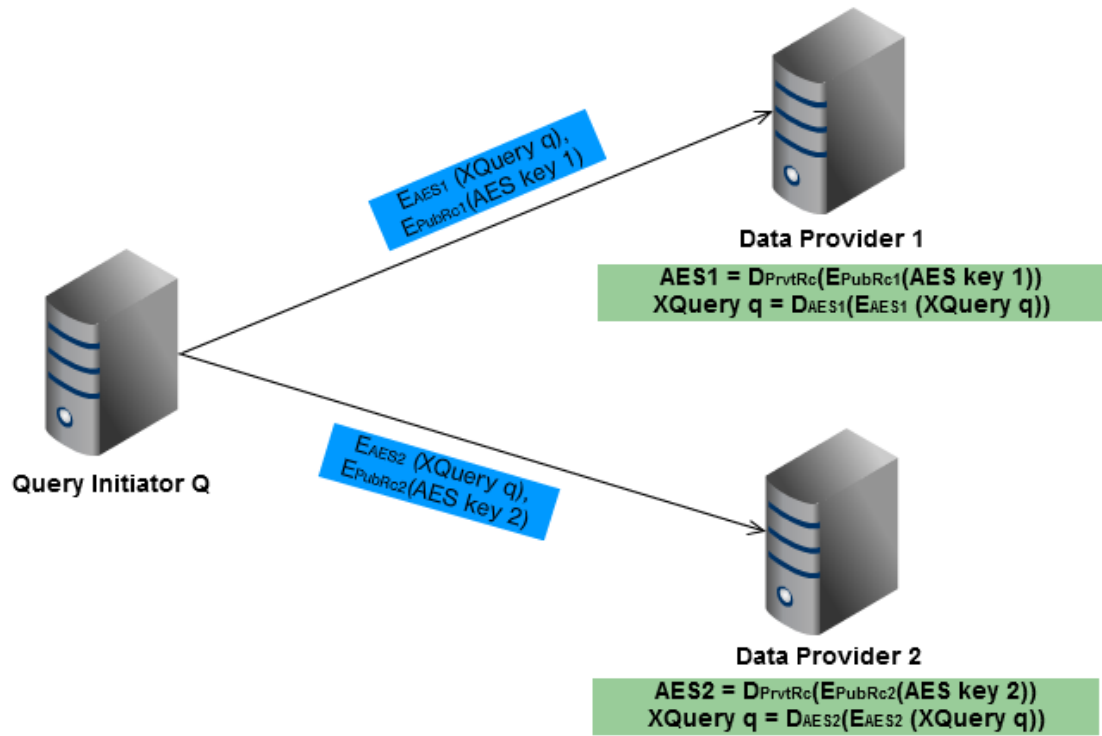 EAES1 (XQuery q),
EPubRc1(AES key 1)
Data Provider 1
AES1 = DPrvtRc(EPubRc1(AES key 1))
XQuery q = DAES1(EAES1 (XQuery q))
Query Initiator Q
EAES2 (XQuery q),
EPubRc2(AES key 2)
Data Provider 2
AES2 = DPrvtRc(EPubRc2(AES key 2))
XQuery q = DAES2(EAES2 (XQuery q))